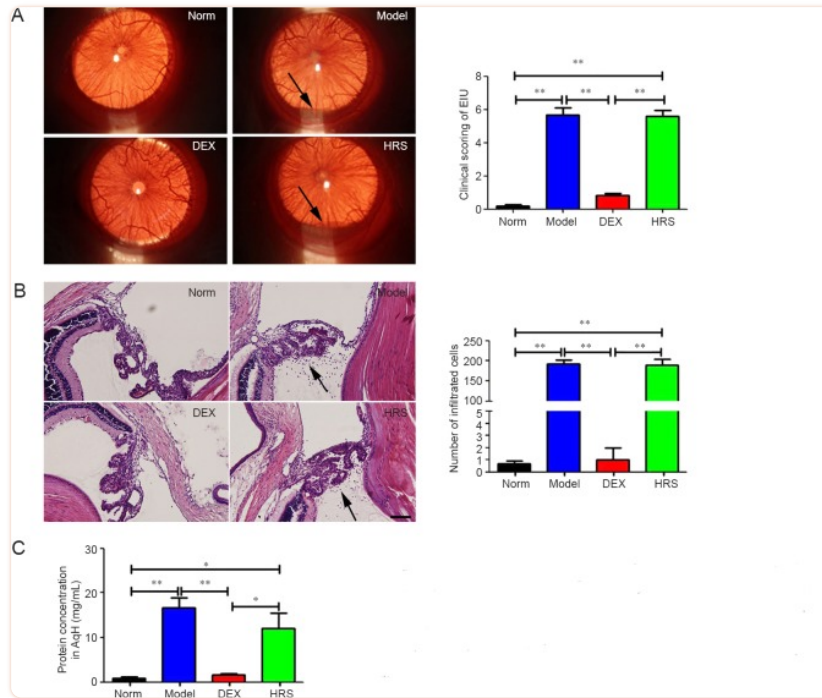 A
Norm
Model
DEX
HRS
Clinical scoring of EIU
8
6
4
2
0
**
** ** **
Norm Model DEX HRS
B
Norm
Model
DEX
HRS
Number of infiltrated cells
250
200
150
100
5
4
3
2
1
0
**
** ** **
Norm Model DEX HRS
C
Protein concentration
in AqH (mg/mL)
30
20
10
0
*
** ** *
Norm Model DEX HRS